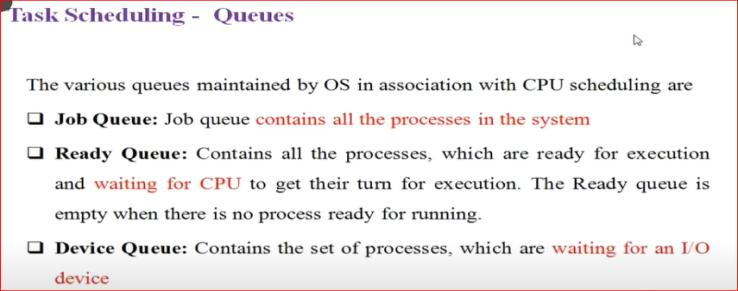 Task Scheduling - Queues
The various queues maintained by OS in association with CPU scheduling are
❑ Job Queue: Job queue contains all the processes in the system
❑ Ready Queue: Contains all the processes, which are ready for execution
and waiting for CPU to get their turn for execution. The Ready queue is
empty when there is no process ready for running.
❑ Device Queue: Contains the set of processes, which are waiting for an I/O
device